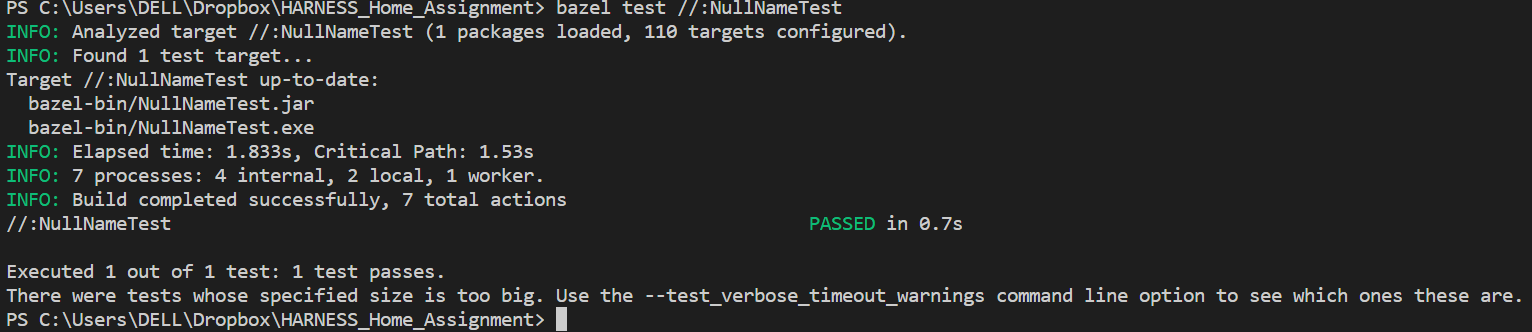 PS C:\Users\DELL\Dropbox\HARNESS_Home_Assignment> bazel test //:NullNameTest
INFO: Analyzed target //:NullNameTest (1 packages loaded, 110 targets configured).
INFO: Found 1 test target...
Target //:NullNameTest up-to-date:
  bazel-bin/NullNameTest.jar
  bazel-bin/NullNameTest.exe
INFO: Elapsed time: 1.833s, Critical Path: 1.53s
INFO: 7 processes: 4 internal, 2 local, 1 worker.
INFO: Build completed successfully, 7 total actions
//:NullNameTest                                                          PASSED in 0.7s
Executed 1 out of 1 test: 1 test passes.
There were tests whose specified size is too big. Use the --test_verbose_timeout_warnings command line option to see which ones these are.
PS C:\Users\DELL\Dropbox\HARNESS_Home_Assignment>